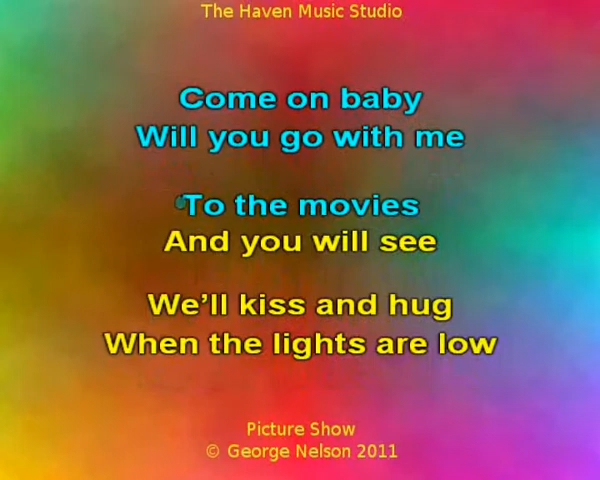 The Haven Music Studio
Come on baby
Will you go with me
To the movies
And you will see
We’ll kiss and hug
When the lights are low
Picture Show
© George Nelson 2011